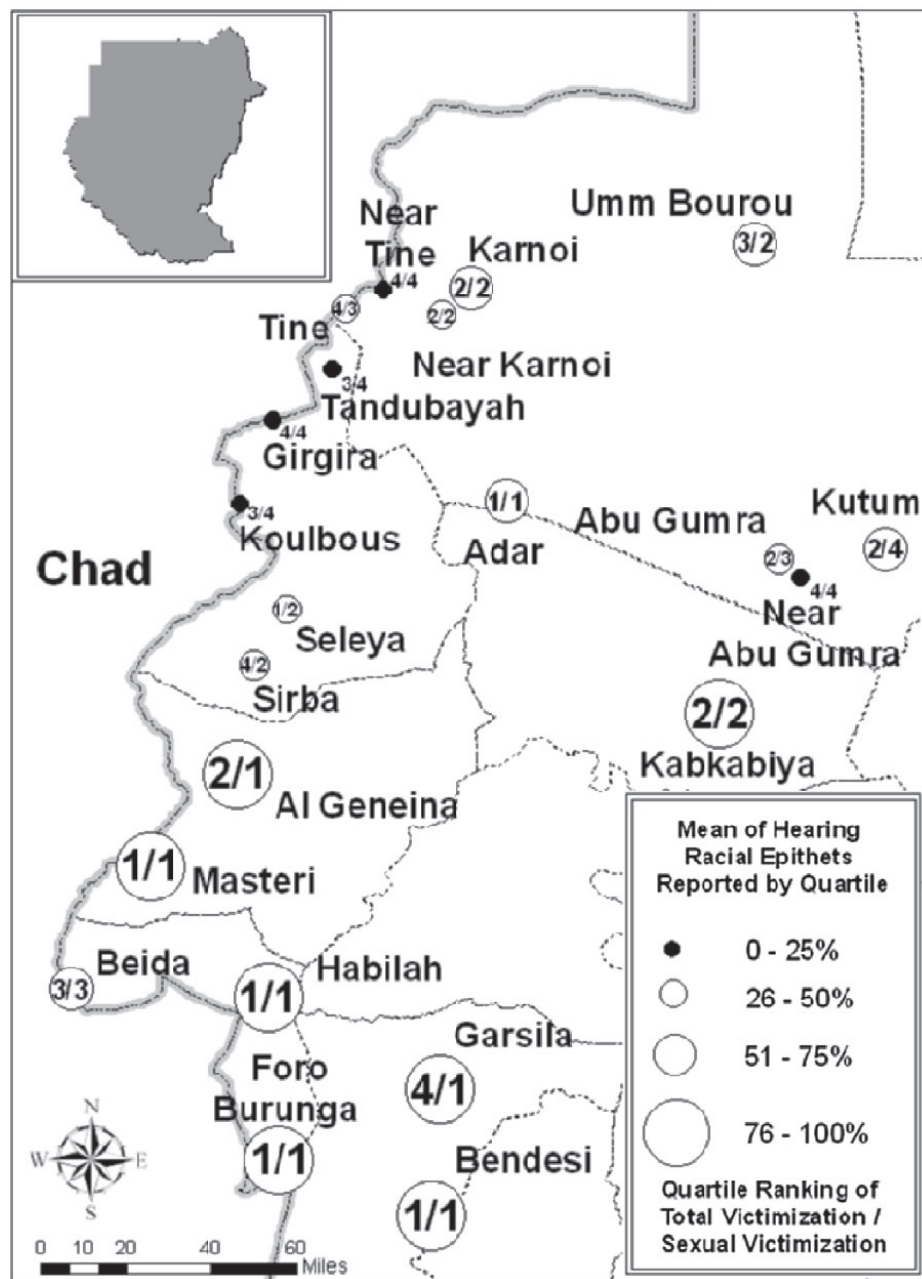 Near
Tine
4/4
Karnoi
2/2
Umm Bourou
3/2
Tine
4/3
2/2
Near Karnoi
3/4
Tandubayah
4/4
Girgira
3/4
Koulbous
Chad
1/1
Adar
Abu Gumra
2/3
Kutum
2/4
4/4
Near
Abu Gumra
1/2
Seleya
4/2
Sirba
2/2
Kabkabiya
2/1
Al Geneina
1/1
Masteri
Beida
3/3
Habilah
1/1
Garsila
4/1
Foro
Burunga
1/1
Bendesi
1/1
Mean of Hearing
Racial Epithets
Reported by Quartile
0 - 25%
26 - 50%
51 - 75%
76 - 100%
Quartile Ranking of
Total Victimization /
Sexual Victimization
N
W E
S
0 10 20 40 60
Miles